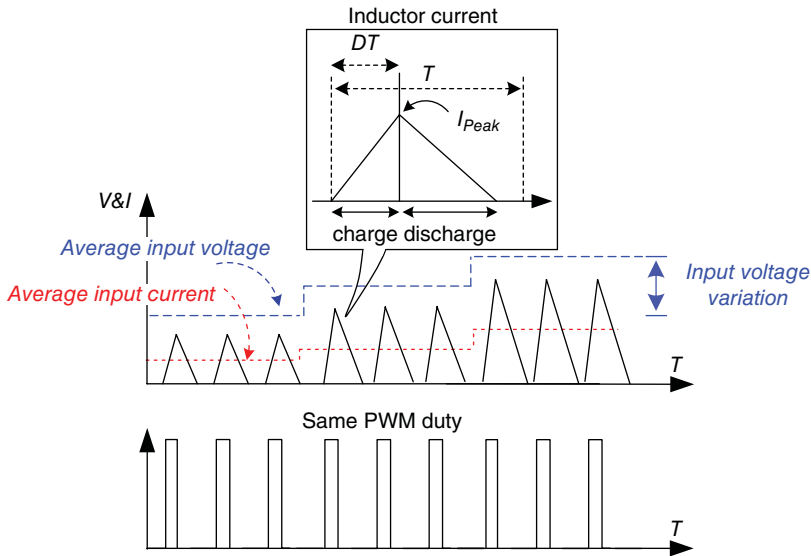 Inductor current
DT
T
I_Peak
charge discharge
V&I
Average input voltage
Average input current
Input voltage
variation
T
Same PWM duty
T